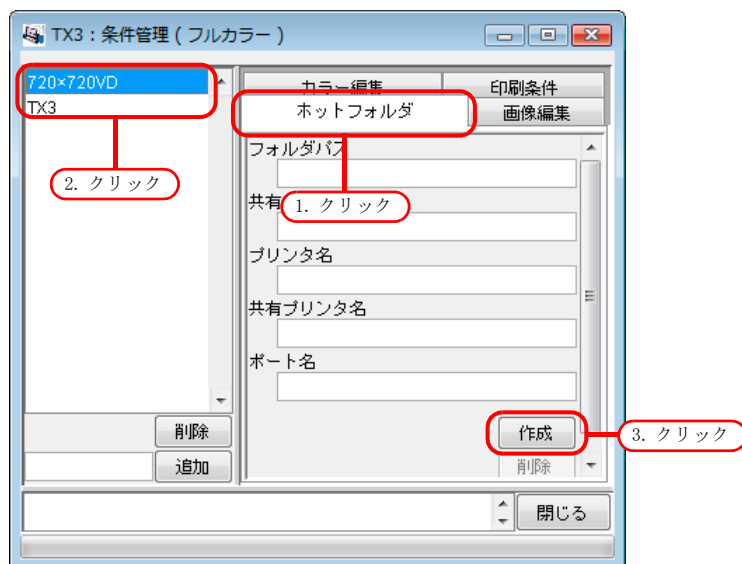 TX3：条件管理 ( フルカラー )
720×720VD
TX3
カラー編集
印刷条件
ホットフォルダ
画像編集
フォルダパス
2. クリック
1. クリック
共有
プリンタ名
共有プリンタ名
ポート名
削除
作成
3. クリック
追加
削除
閉じる